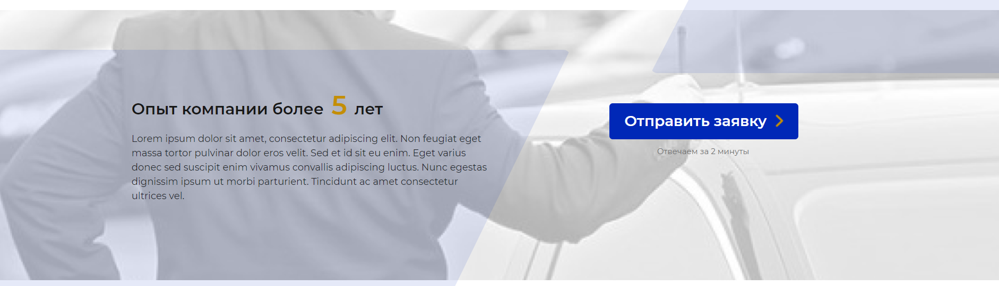 Опыт компании более 5 лет
Lorem ipsum dolor sit amet, consectetur adipiscing elit. Non feugiat eget
massa tortor pulvinar dolor eros velit. Sed et id sit eu enim. Eget varius
donec sed suscipit enim vivamus convallis adipiscing luctus. Nunc egestas
dignissim ipsum ut morbi parturient. Tincidunt ac amet consectetur
ultrices vel.
Отправить заявку
Отвечаем за 2 минуты